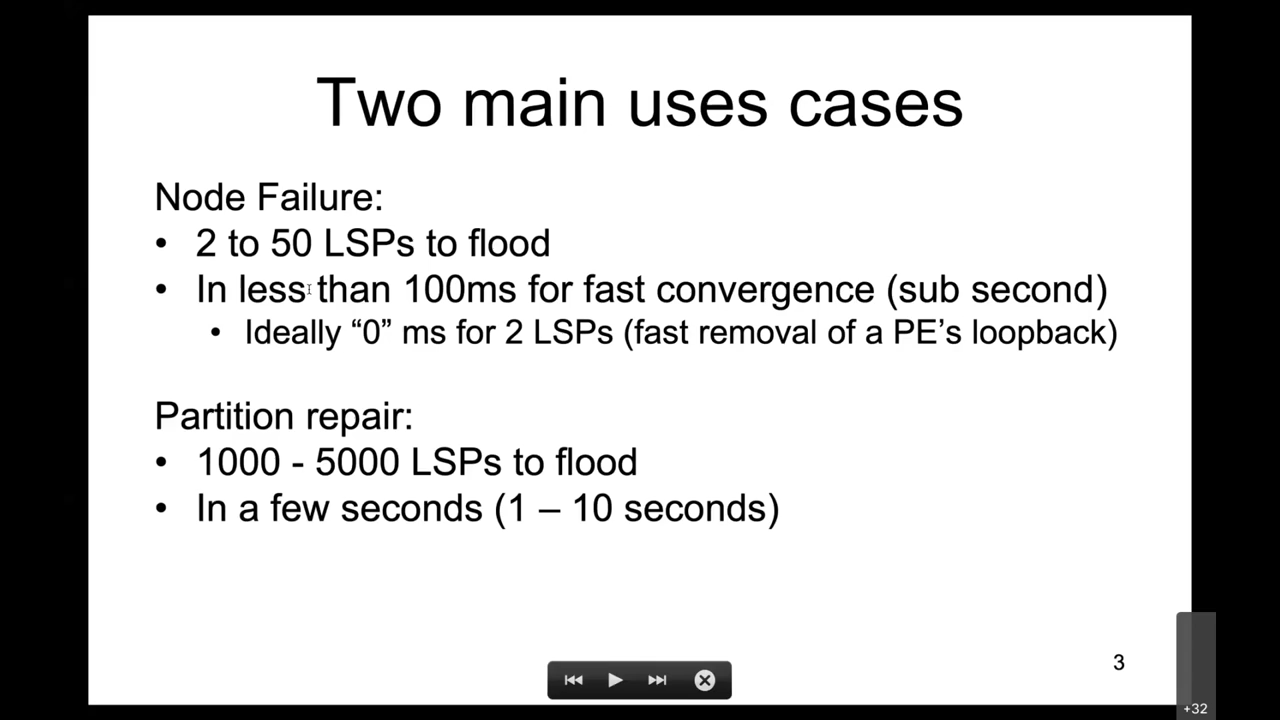 Two main uses cases
Node Failure:
• 2 to 50 LSPs to flood
• In less than 100ms for fast convergence (sub second)
• Ideally “0” ms for 2 LSPs (fast removal of a PE’s loopback)
Partition repair:
• 1000 - 5000 LSPs to flood
• In a few seconds (1 – 10 seconds)
3
+32